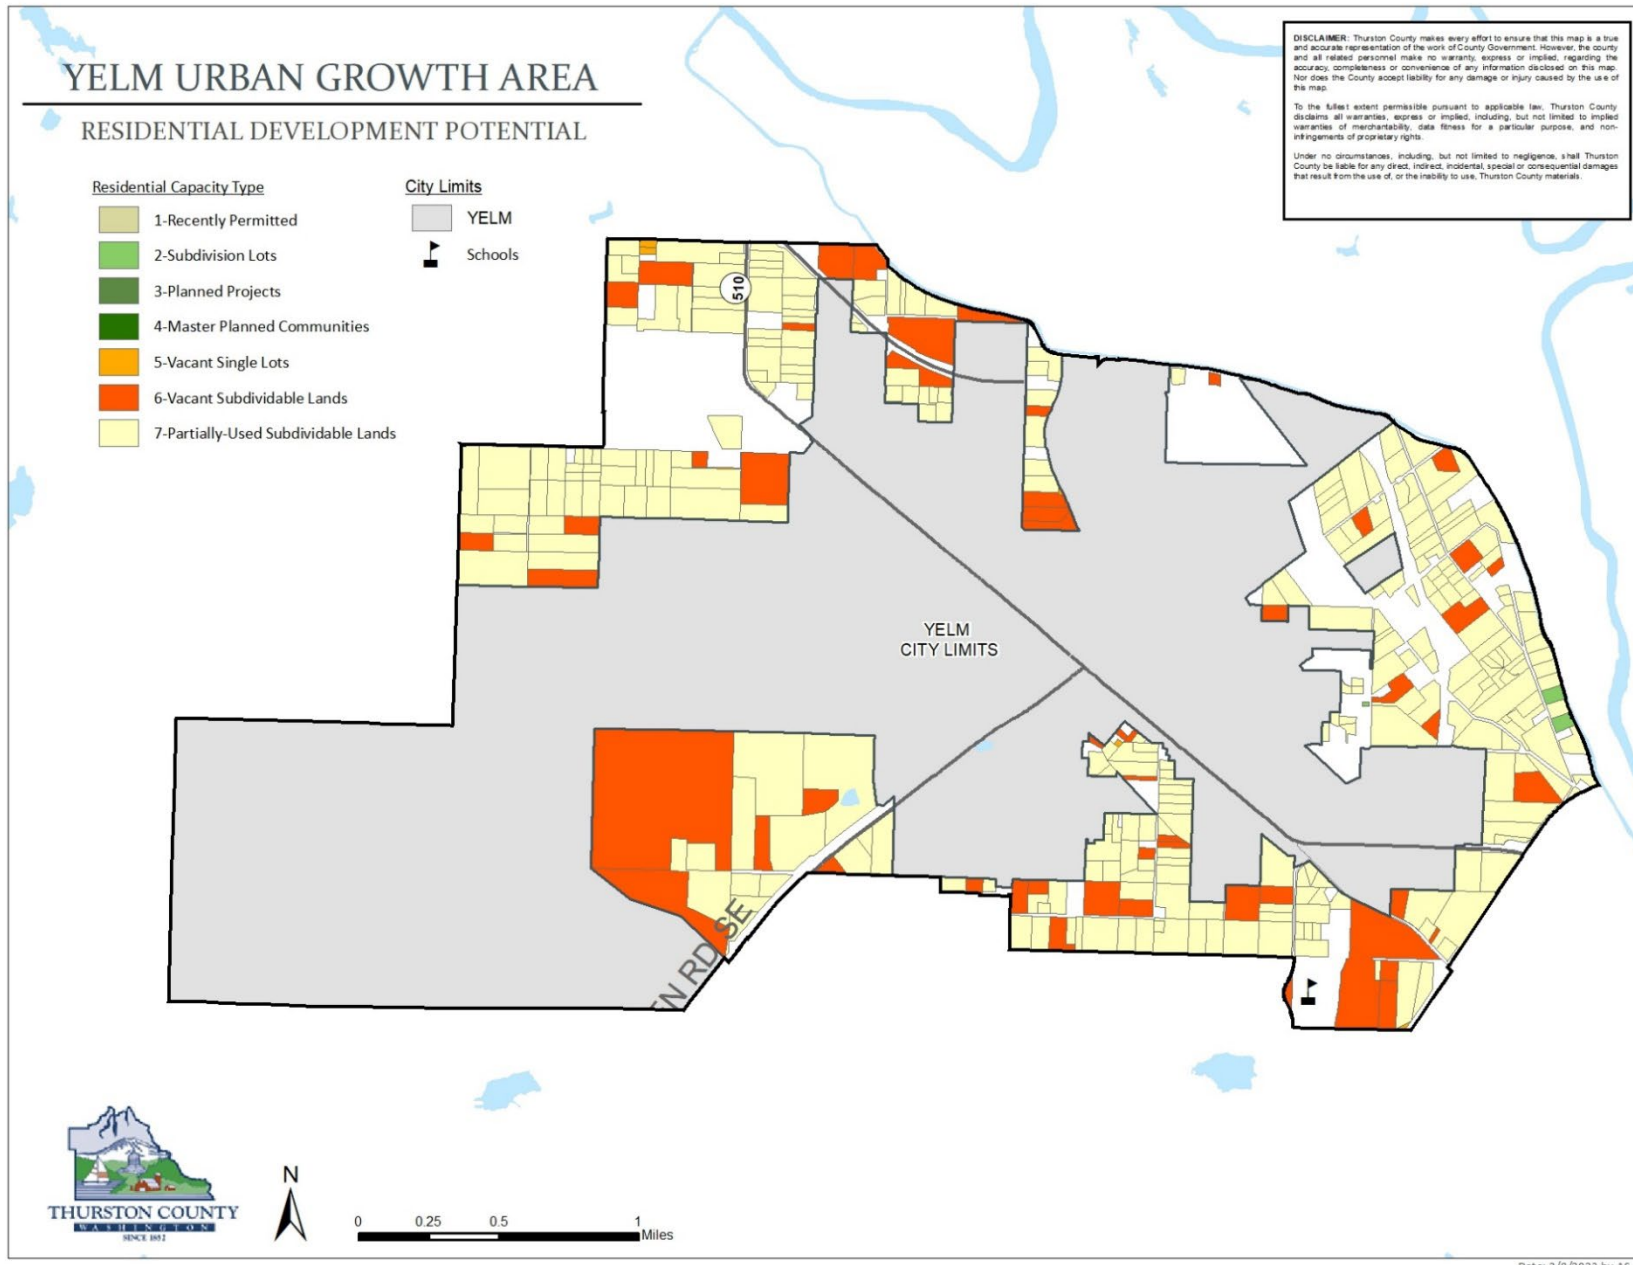 YELM URBAN GROWTH AREA
RESIDENTIAL DEVELOPMENT POTENTIAL
Residential Capacity Type
1-Recently Permitted
2-Subdivision Lots
3-Planned Projects
4-Master Planned Communities
5-Vacant Single Lots
6-Vacant Subdividable Lands
7-Partially-Used Subdividable Lands
City Limits
YELM
Schools
DISCLAIMER: Thurston County makes every effort to ensure that this map is a true
and accurate representation of the work of County Government. However, the county
and all related personnel make no warranty, express or implied, regarding the
accuracy, completeness or convenience of any information disclosed on this map.
Nor does the County accept liability for any damage or injury caused by the use of
this map.
To the fullest extent permissible pursuant to applicable law, Thurston County
disclaims all warranties, express or implied, including, but not limited to implied
warranties of merchantability, data fitness for a particular purpose, and non-
infringements of proprietary rights.
Under no circumstances, including, but not limited to negligence, shall Thurston
County be liable for any direct, indirect, incidental, special or consequential damages
that result from the use of, or the inability to use, Thurston County materials.
510
YELM
CITY LIMITS
EN RD SE
THURSTON COUNTY
WASHINGTON
SINCE 1852
N
0 0.25 0.5 1
Miles